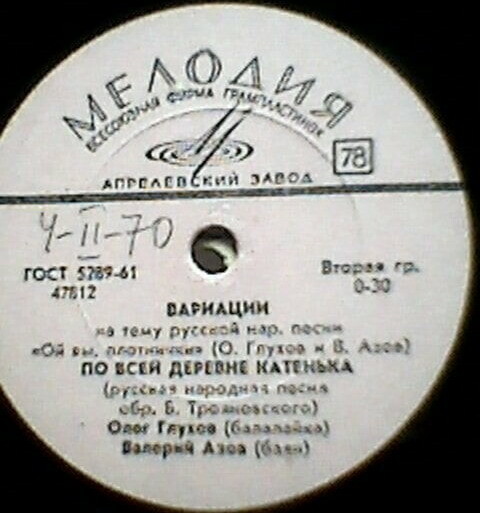 МЕЛОДИЯ
ВСЕСОЮЗНАЯ ФИРМА ГРАМПЛАСТИНОК
78
АПРЕЛЕВСКИЙ ЗАВОД
4-II-70
ГОСТ 5289-61
47812
Вторая гр.
0-30
ВАРИАЦИИ
на тему русской нар. песни
«Ой вы, плотнички» (О. Глухов и В. Азов)
ПО ВСЕЙ ДЕРЕВНЕ КАТЕНЬКА
(русская народная песня
обр. Б. Трояновского)
Олег Глухов (балалайка)
Валерий Азов (баян)